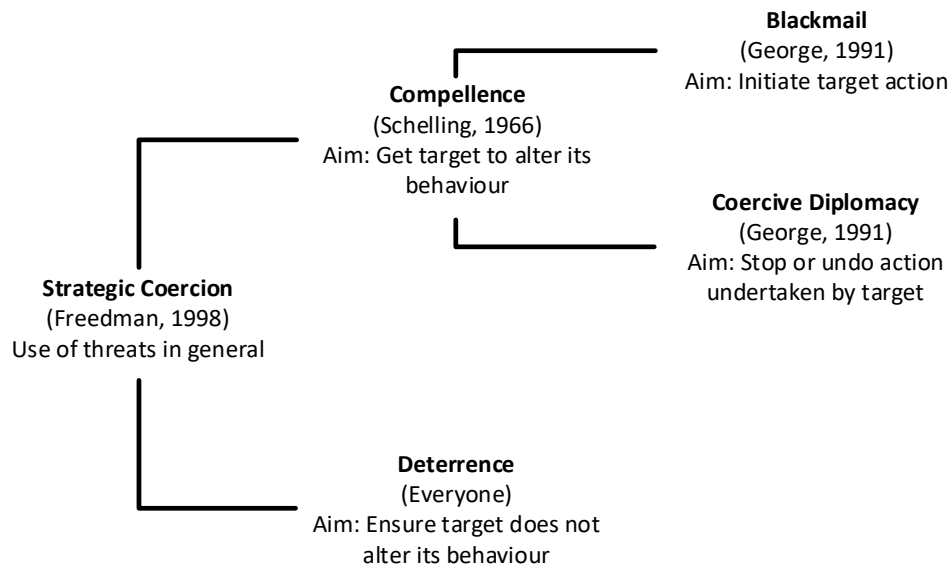 Blackmail
(George, 1991)
Aim: Initiate target action
Compellence
(Schelling, 1966)
Aim: Get target to alter its
behaviour
Coercive Diplomacy
(George, 1991)
Aim: Stop or undo action
undertaken by target
Strategic Coercion
(Freedman, 1998)
Use of threats in general
Deterrence
(Everyone)
Aim: Ensure target does not
alter its behaviour